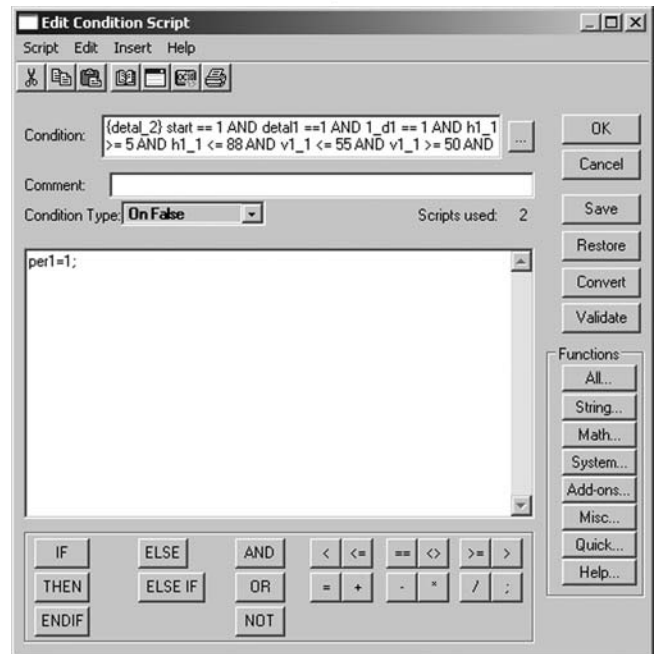 Edit Condition Script
Script Edit Insert Help
Condition: {detal_2} start == 1 AND detal1 ==1 AND 1_d1 == 1 AND h1_1
>= 5 AND h1_1 <= 88 AND v1_1 <= 55 AND v1_1 >= 50 AND
...
OK
Cancel
Comment:
Condition Type: On False
Scripts used: 2
Save
Restore
Convert
Validate
per1=1;
Functions
All...
String...
Math...
System...
Add-ons...
Misc...
Quick...
Help...
IF ELSE AND < <= == <> >= >
THEN ELSE IF OR = + - * / ;
ENDIF NOT